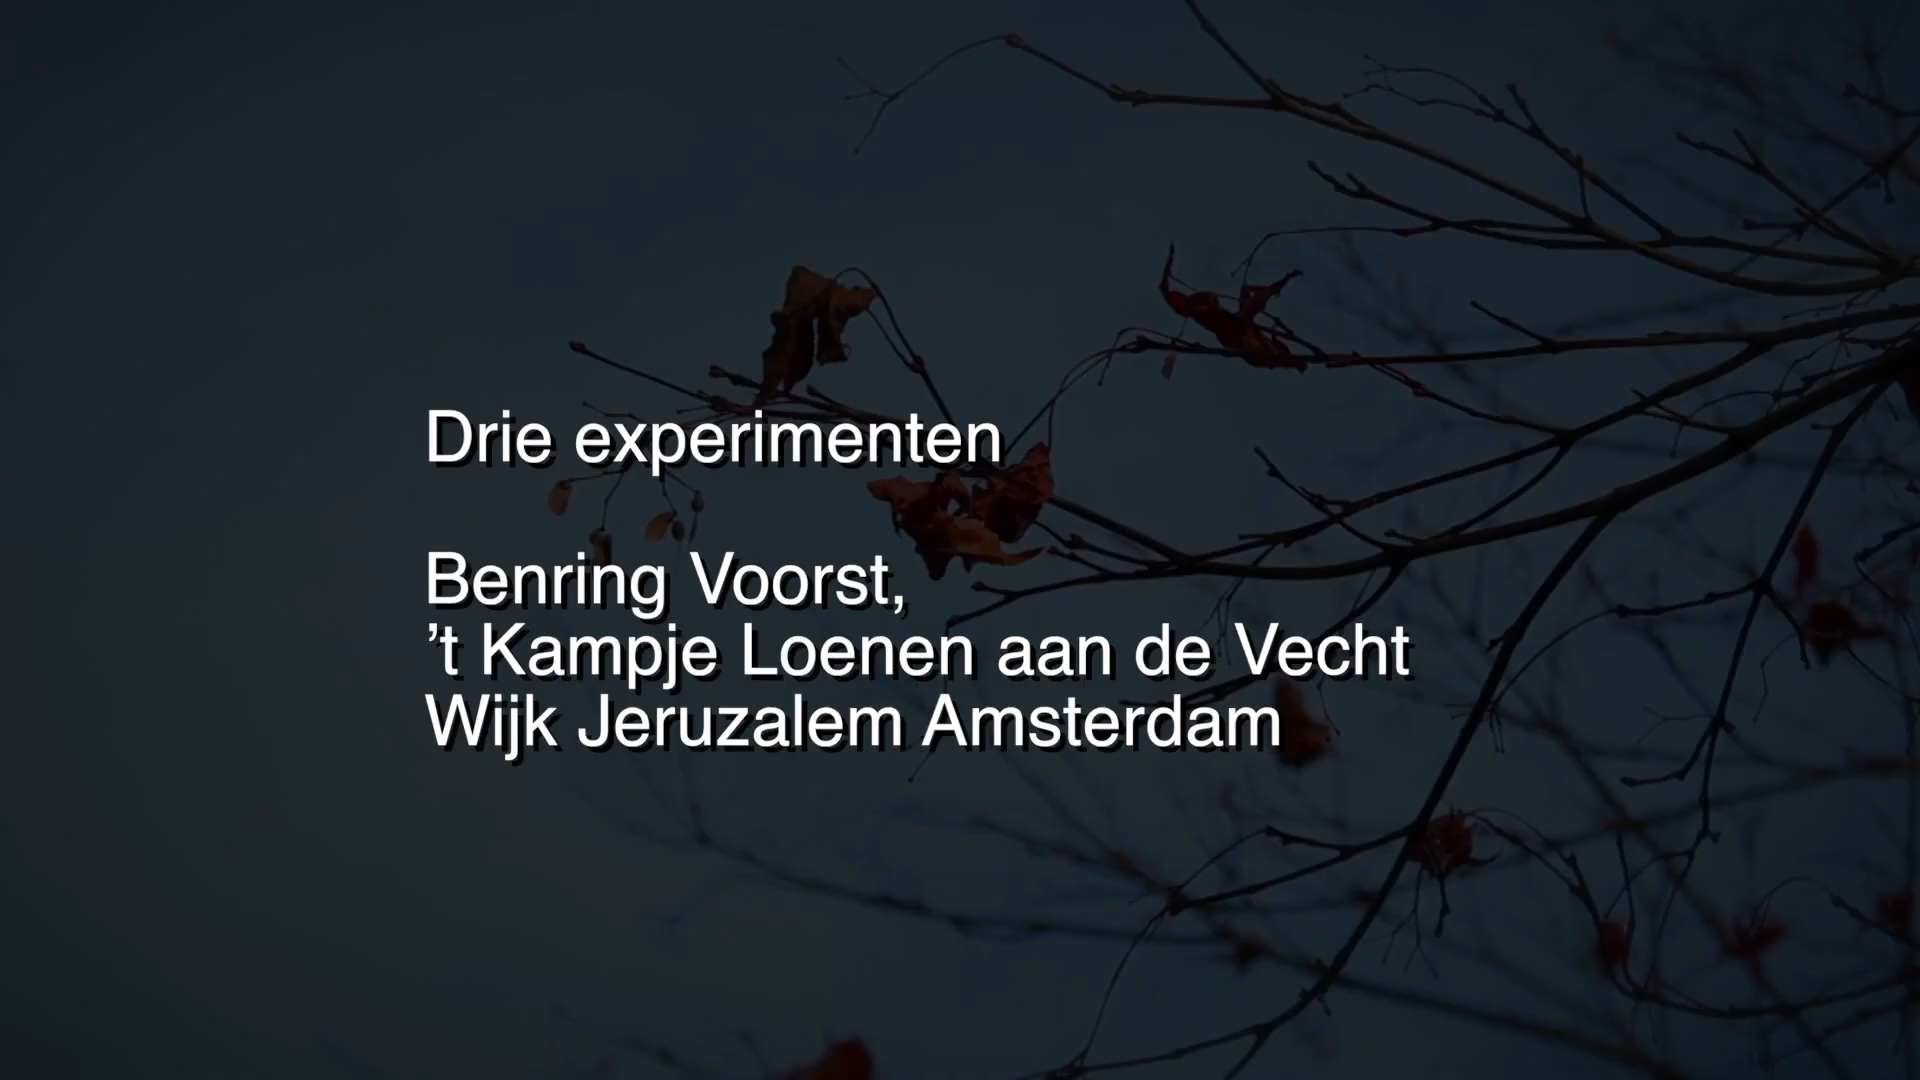 Drie experimenten
Benring Voorst,
’t Kampje Loenen aan de Vecht
Wijk Jeruzalem Amsterdam